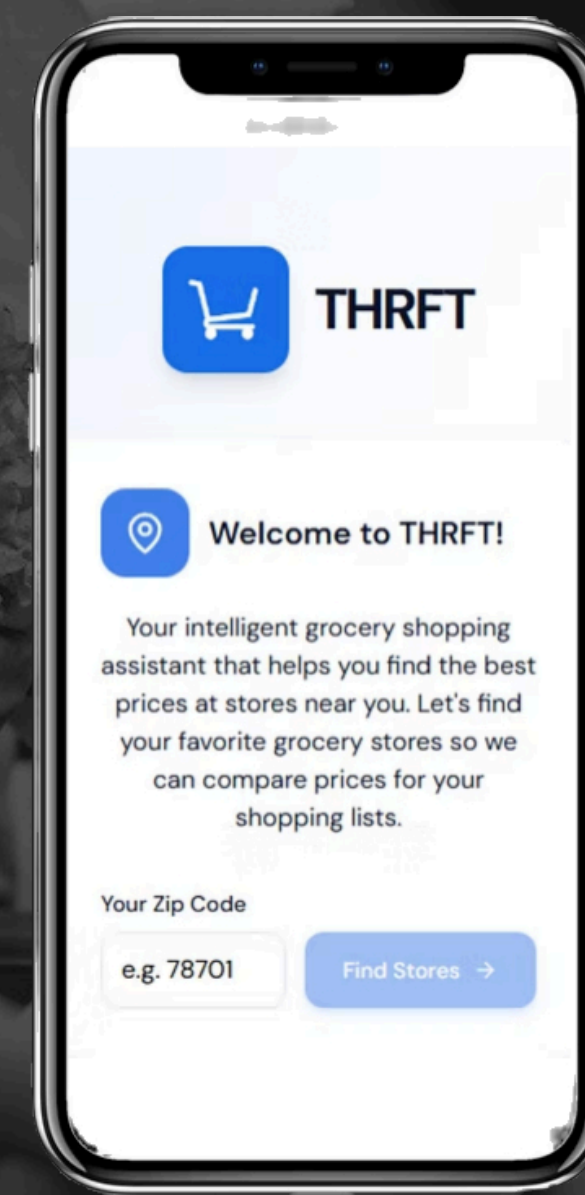 THRFT
Welcome to THRFT!
Your intelligent grocery shopping
assistant that helps you find the best
prices at stores near you. Let's find
your favorite grocery stores so we
can compare prices for your
shopping lists.
Your Zip Code
e.g. 78701
Find Stores →